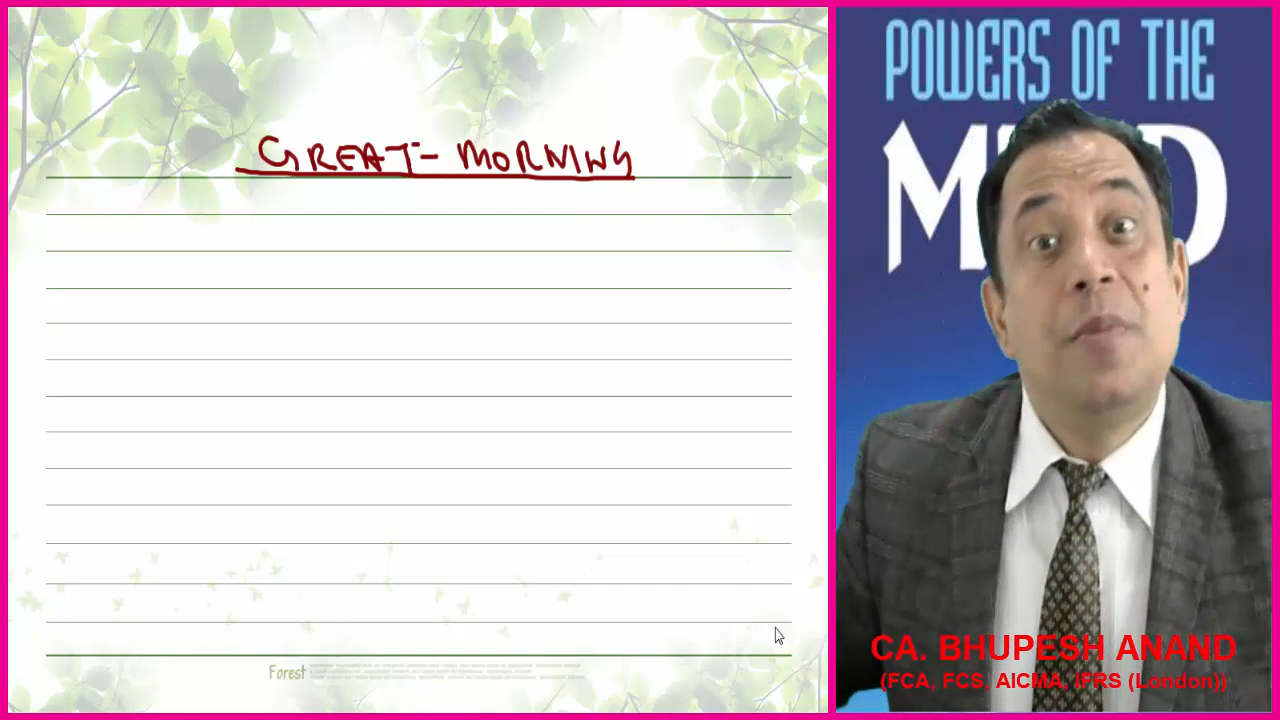 GREAT- MORNING
Forest
POWERS OF THE
CA. BHUPESH ANAND
(FCA, FCS, AICMA, IFRS (London))